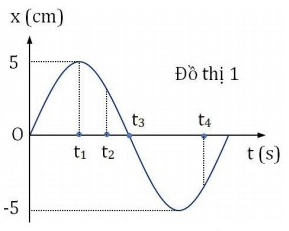 x (cm)
5
Đồ thị 1
t₃
t₄
O
t₁
t₂
t (s)
-5